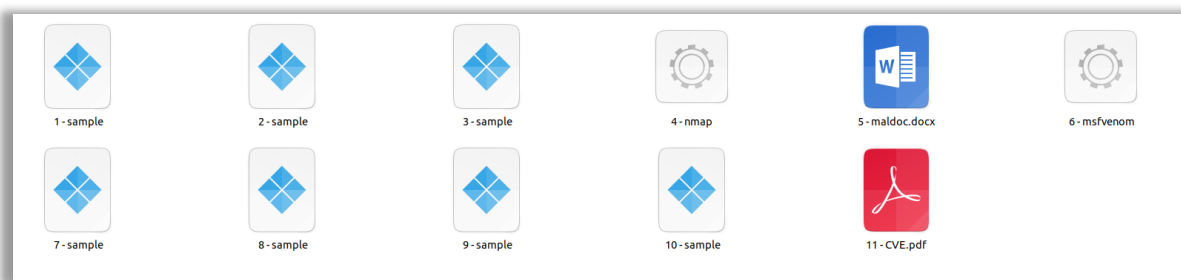 1 - sample
2 - sample
3 - sample
4 - nmap
W
5 - maldoc.docx
6 - msfvenom
7 - sample
8 - sample
9 - sample
10 - sample
11 - CVE.pdf